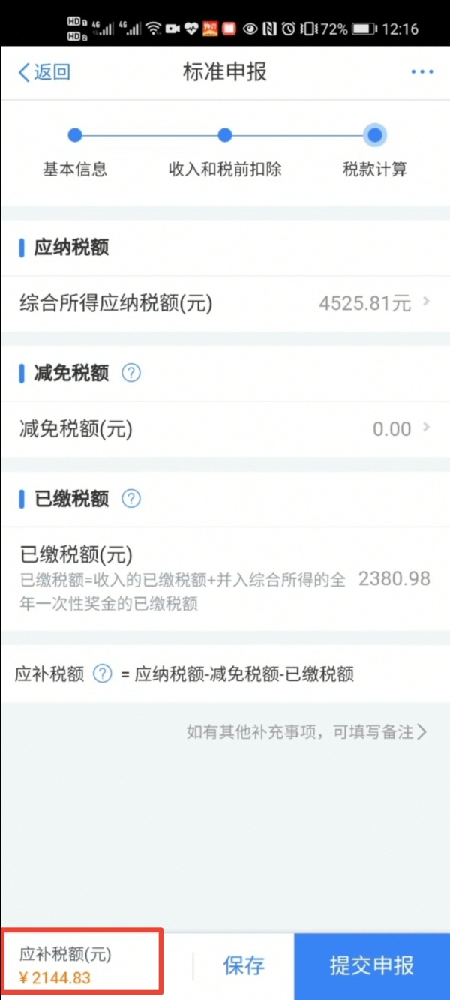 HD 1 4G 4G 72% 12:16
HD 2
返回 标准申报
基本信息 收入和税前扣除 税款计算
应纳税额
综合所得应纳税额(元) 4525.81元
减免税额 ?
减免税额(元) 0.00
已缴税额 ?
已缴税额(元)
已缴税额=收入的已缴税额+并入综合所得的全 2380.98
年一次性奖金的已缴税额
应补税额 ? = 应纳税额-减免税额-已缴税额
如有其他补充事项，可填写备注
应补税额(元)
¥ 2144.83
保存 提交申报